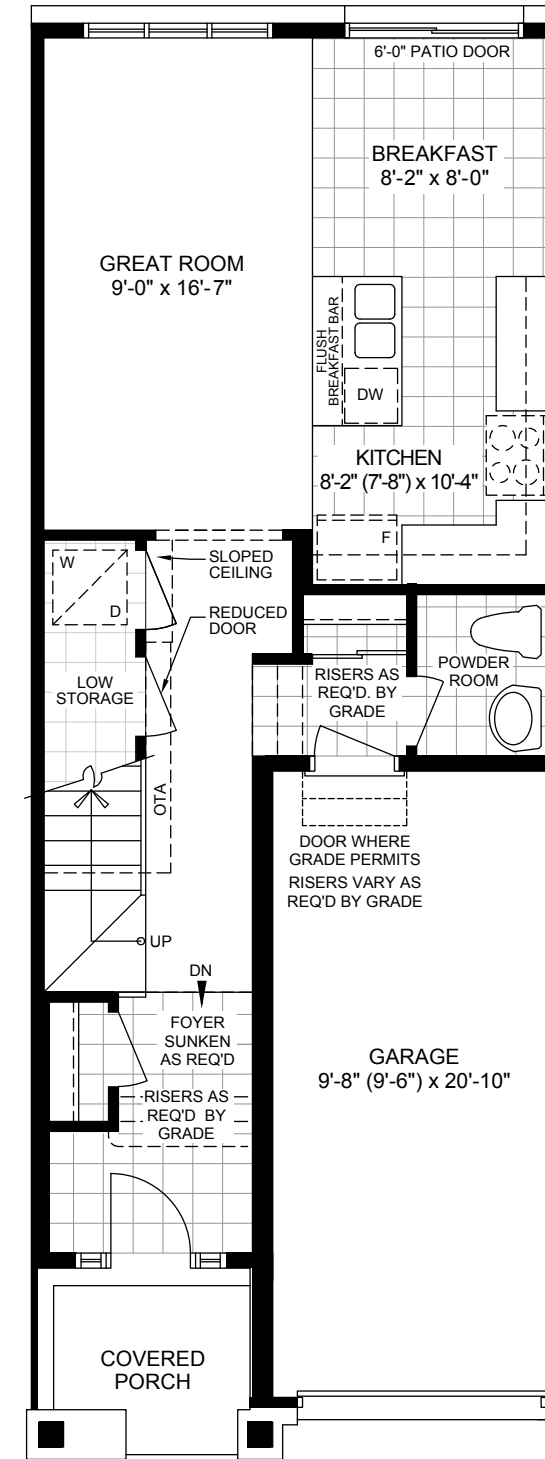 6'-0" PATIO DOOR
BREAKFAST
8'-2" x 8'-0"
GREAT ROOM
9'-0" x 16'-7"
FLUSH
BREAKFAST BAR
DW
KITCHEN
8'-2" (7'-8") x 10'-4"
F
W
D
SLOPED
CEILING
REDUCED
DOOR
LOW
STORAGE
RISERS AS
REQ'D. BY
GRADE
POWDER
ROOM
OTA
DOOR WHERE
GRADE PERMITS
RISERS VARY AS
REQ'D BY GRADE
UP
DN
FOYER
SUNKEN
AS REQ'D
RISERS AS
REQ'D BY
GRADE
GARAGE
9'-8" (9'-6") x 20'-10"
COVERED
PORCH